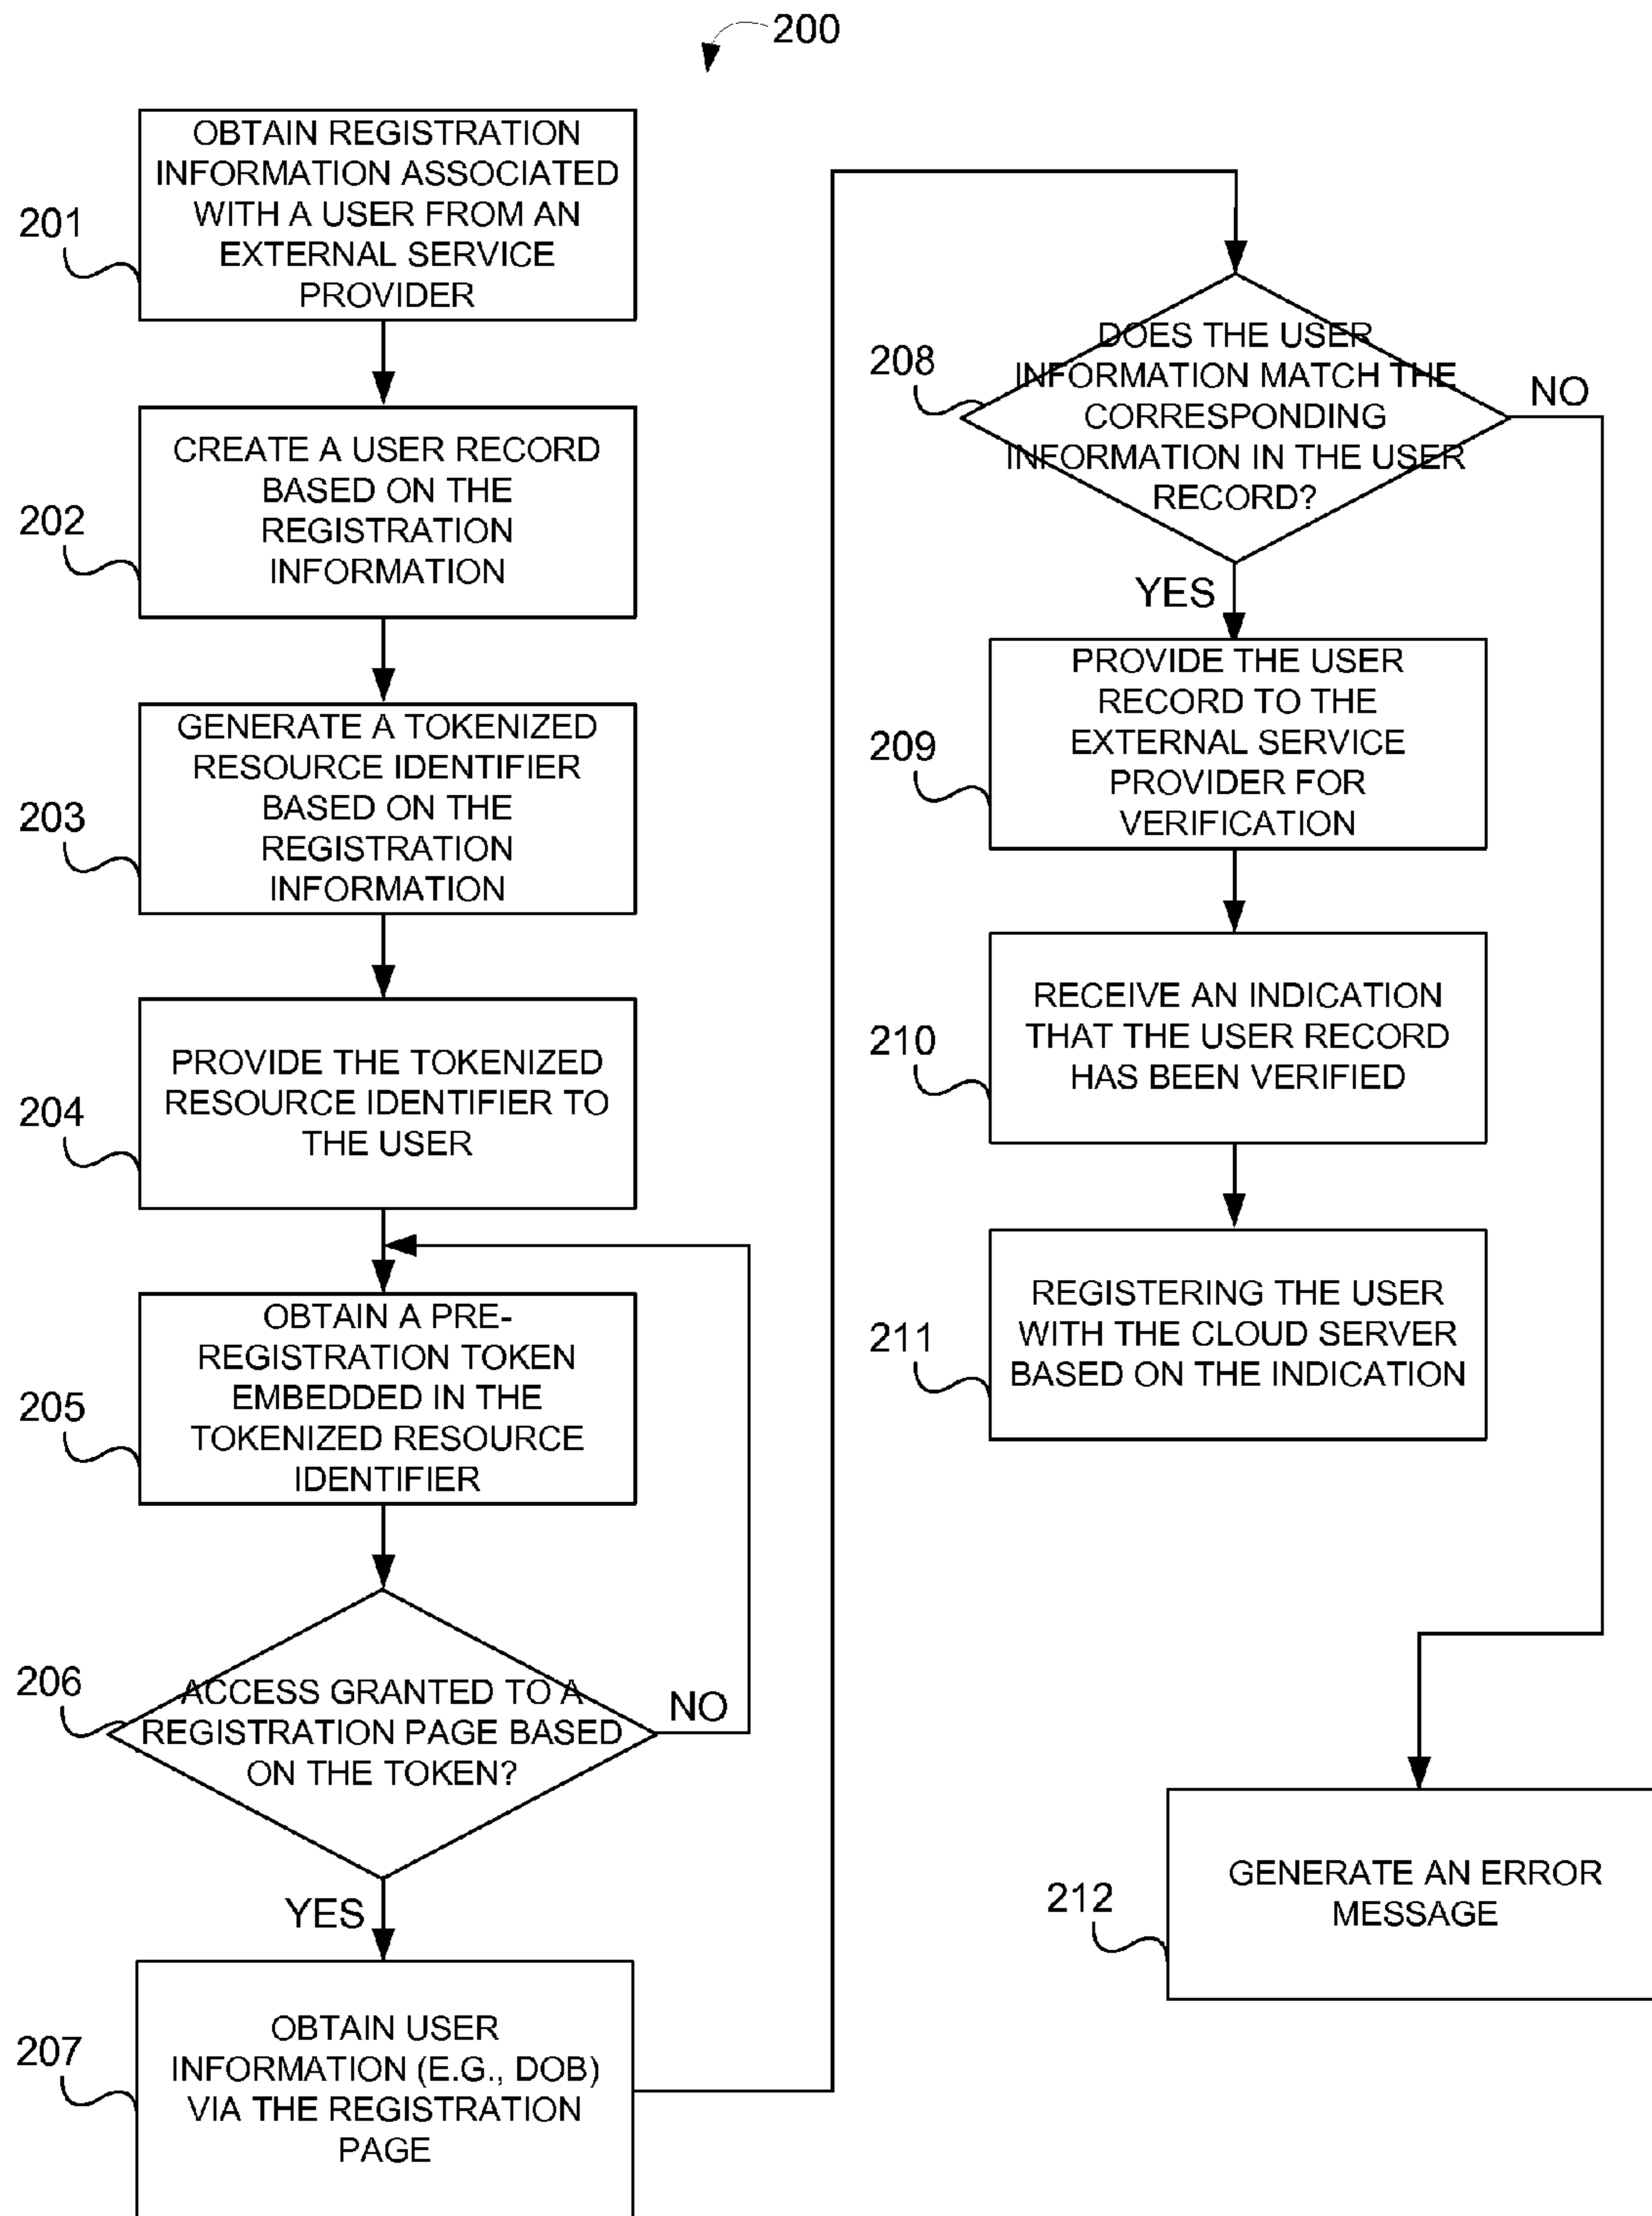 200
OBTAIN REGISTRATION
INFORMATION ASSOCIATED
WITH A USER FROM AN
EXTERNAL SERVICE
PROVIDER
201
CREATE A USER RECORD
BASED ON THE
REGISTRATION
INFORMATION
202
GENERATE A TOKENIZED
RESOURCE IDENTIFIER
BASED ON THE
REGISTRATION
INFORMATION
203
PROVIDE THE TOKENIZED
RESOURCE IDENTIFIER TO
THE USER
204
OBTAIN A PRE-
REGISTRATION TOKEN
EMBEDDED IN THE
TOKENIZED RESOURCE
IDENTIFIER
205
206
ACCESS GRANTED TO A
REGISTRATION PAGE BASED
ON THE TOKEN?
NO
YES
OBTAIN USER
INFORMATION (E.G., DOB)
VIA THE REGISTRATION
PAGE
207
208
DOES THE USER
INFORMATION MATCH THE
CORRESPONDING
INFORMATION IN THE USER
RECORD?
NO
YES
PROVIDE THE USER
RECORD TO THE
EXTERNAL SERVICE
PROVIDER FOR
VERIFICATION
209
RECEIVE AN INDICATION
THAT THE USER RECORD
HAS BEEN VERIFIED
210
REGISTERING THE USER
WITH THE CLOUD SERVER
BASED ON THE INDICATION
211
GENERATE AN ERROR
MESSAGE
212